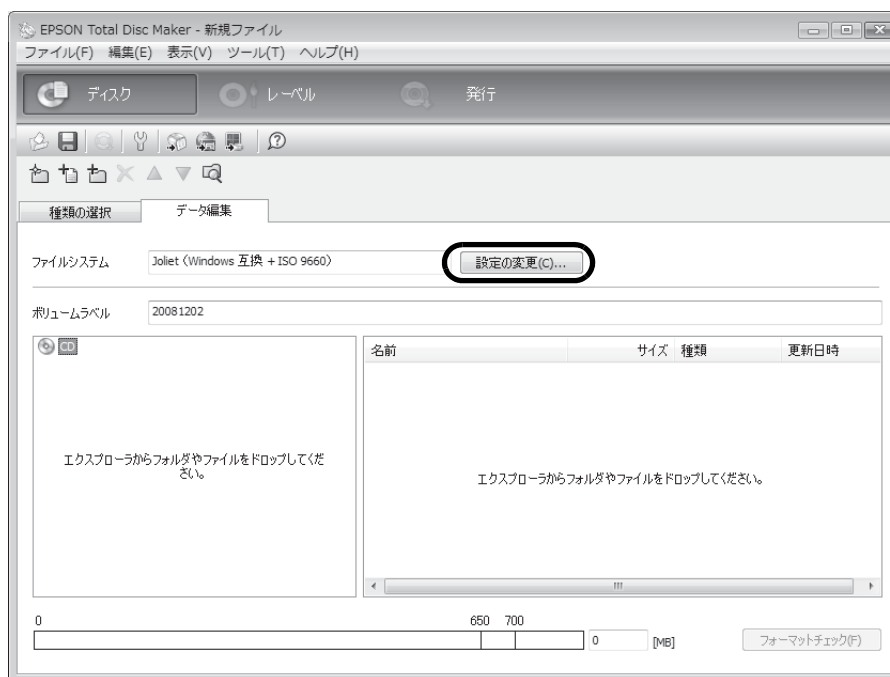 EPSON Total Disc Maker - 新規ファイル
ファイル(F) 編集(E) 表示(V) ツール(T) ヘルプ(H)
ディスク レーベル 発行
種類の選択 データ編集
ファイルシステム Joliet (Windows 互換 + ISO 9660) 設定の変更(C)...
ボリュームラベル 20081202
CD
名前 サイズ 種類 更新日時
エクスプローラからフォルダやファイルをドロップしてくだ
さい。
エクスプローラからフォルダやファイルをドロップしてください。
0 650 700
0 [MB] フォーマットチェック(F)